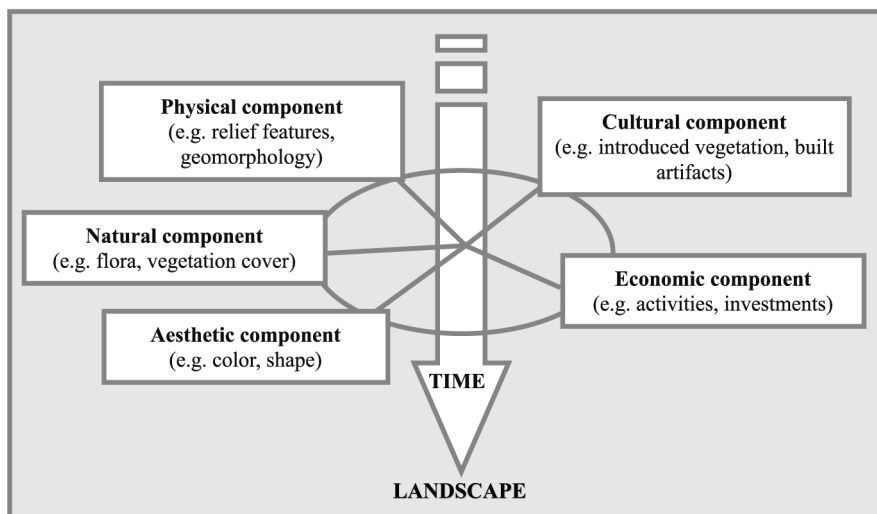 Physical component
(e.g. relief features,
geomorphology)
Cultural component
(e.g. introduced vegetation, built
artifacts)
Natural component
(e.g. flora, vegetation cover)
Economic component
(e.g. activities, investments)
Aesthetic component
(e.g. color, shape)
TIME
LANDSCAPE